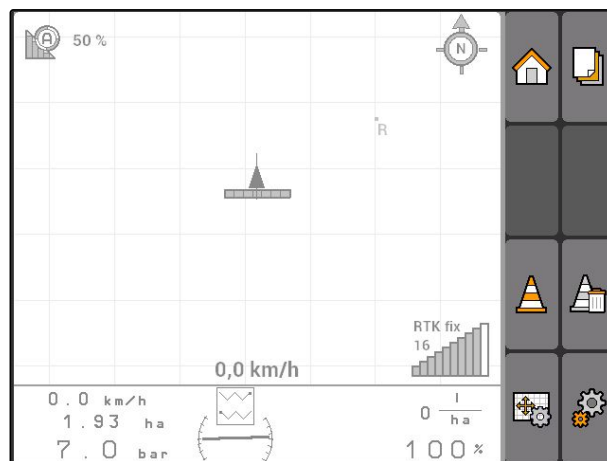 A 50 %
N
R
RTK fix
16
0,0 km/h
0.0 km/h
1.93 ha
7.0 bar
0 l/ha
100%